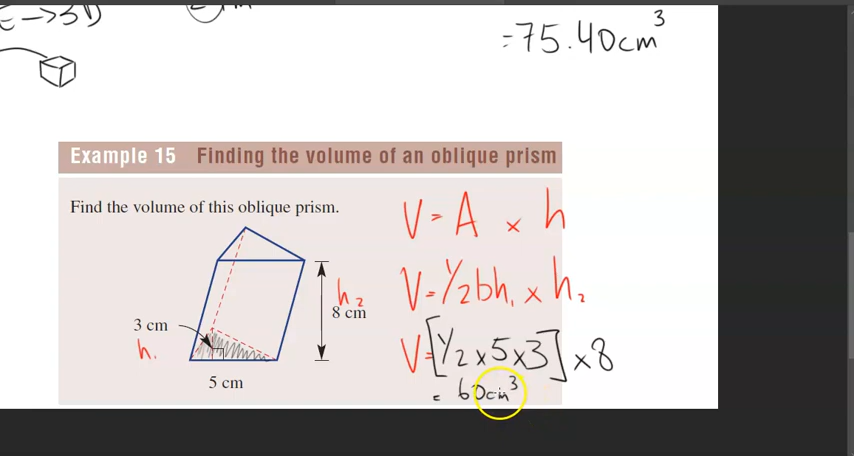 E → 3D
= 75.40cm³
Example 15 Finding the volume of an oblique prism
Find the volume of this oblique prism.
V = A × h
V = ½bh₁ × h₂
h₂
8 cm
3 cm
h₁
V = [½ × 5 × 3] × 8
5 cm
= 60cm³